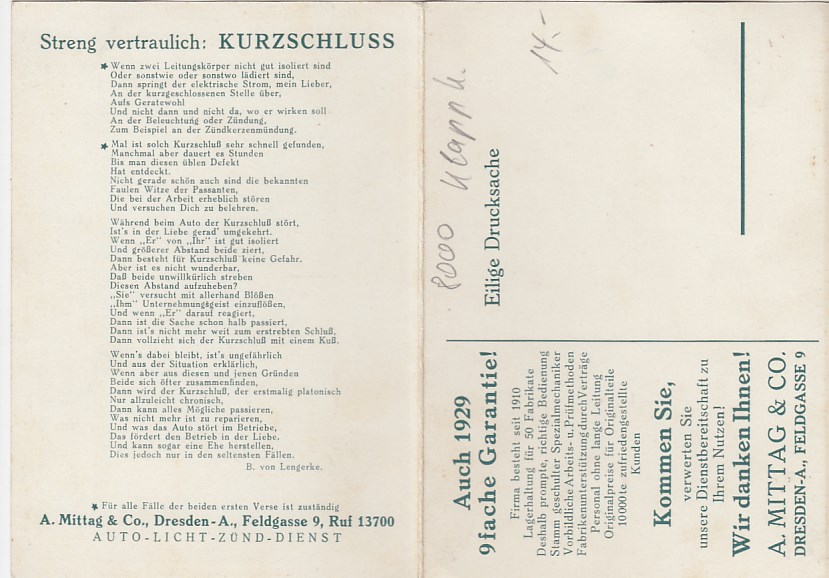 Streng vertraulich: KURZSCHLUSS
★ Wenn zwei Leitungskörper nicht gut isoliert sind
Oder sonstwie oder sonstwo lädiert sind,
Dann springt der elektrische Strom, mein Lieber,
An der kurzgeschlossenen Stelle über,
Aufs Geratewohl
Und nicht dann und nicht da, wo er wirken soll
An der Beleuchtung oder Zündung,
Zum Beispiel an der Zündkerzenmündung.
★ Mal ist solch Kurzschluß sehr schnell gefunden,
Manchmal aber dauert es Stunden
Bis man diesen üblen Defekt
Hat entdeckt.
Nicht gerade schön auch sind die bekannten
Faulen Witze der Passanten,
Die bei der Arbeit erheblich stören
Und versuchen Dich zu belehren.
Während beim Auto der Kurzschluß stört,
Ist's in der Liebe gerad' umgekehrt.
Wenn „Er" von „Ihr" ist gut isoliert
Und größerer Abstand beide ziert,
Dann besteht für Kurzschluß keine Gefahr.
Aber ist es nicht wunderbar,
Daß beide unwillkürlich streben
Diesen Abstand aufzuheben?
„Sie" versucht mit allerhand Blößen
„Ihm" Unternehmungsgeist einzuflößen,
Und wenn „Er" darauf reagiert,
Dann ist die Sache schon halb passiert,
Dann ist's nicht mehr weit zum erstrebten Schluß,
Dann vollzieht sich der Kurzschluß mit einem Kuß.
Wenn's dabei bleibt, ist's ungefährlich
Und aus der Situation erklärlich,
Wenn aber aus diesen und jenen Gründen
Beide sich öfter zusammenfinden,
Dann wird der Kurzschluß, der erstmalig platonisch
Nur allzuleicht chronisch,
Dann kann alles Mögliche passieren,
Was nicht mehr ist zu reparieren,
Und was das Auto stört im Betriebe,
Das fördert den Betrieb in der Liebe.
Und kann sogar eine Ehe herstellen,
Dies jedoch nur in den seltensten Fällen.
B. von Lengerke.
★ Für alle Fälle der beiden ersten Verse ist zuständig
A. Mittag & Co., Dresden-A., Feldgasse 9, Ruf 13700
AUTO-LICHT-ZÜND-DIENST
8000
14.-
Eilige Drucksache
Auch 1929
9fache Garantie!
Firma besteht seit 1910
Lagerhaltung für 50 Fabrikate
Deshalb prompte, richtige Bedienung
Stamm geschulter Spezialmechaniker
Vorbildliche Arbeits- u. Prüfmethoden
Fabrikenunterstützung durch Verträge
Personal ohne lange Leitung
Originalpreise für Originalteile
10000 te zufriedengestellte
Kunden
Kommen Sie,
verwerten Sie
unsere Dienstbereitschaft zu
Ihrem Nutzen!
Wir danken Ihnen!
A. MITTAG & CO.
DRESDEN-A., FELDGASSE 9